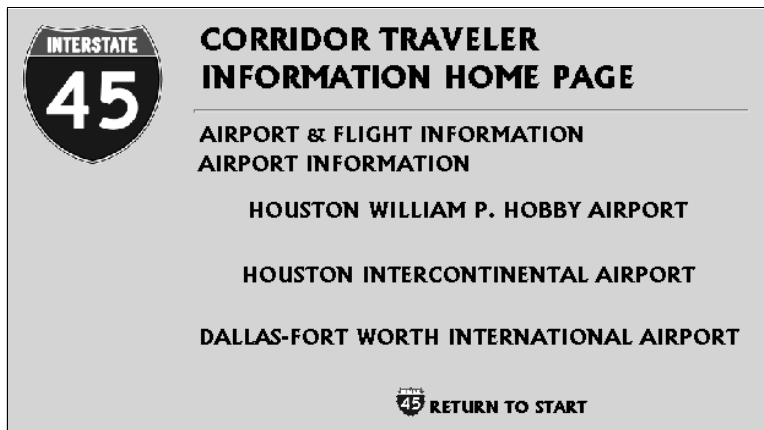 INTERSTATE
45
CORRIDOR TRAVELER
INFORMATION HOME PAGE
AIRPORT & FLIGHT INFORMATION
AIRPORT INFORMATION
HOUSTON WILLIAM P. HOBBY AIRPORT
HOUSTON INTERCONTINENTAL AIRPORT
DALLAS-FORT WORTH INTERNATIONAL AIRPORT
45 RETURN TO START